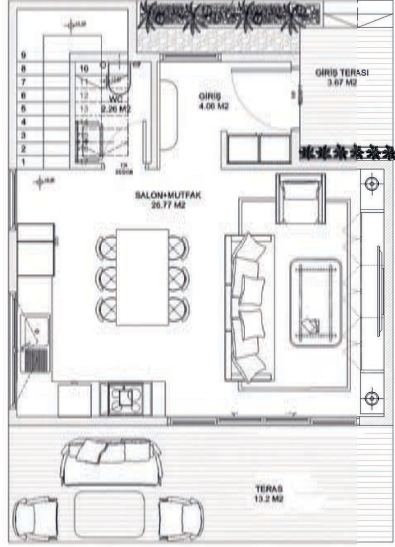 9
8
7
6
5
4
3
2
1
10
11
12
13
WC
2.26 M2
GİRİŞ
4.06 M2
GİRİŞ TERASI
3.67 M2
SALON+MUTFAK
26.77 M2
TERAS
13.2 M2